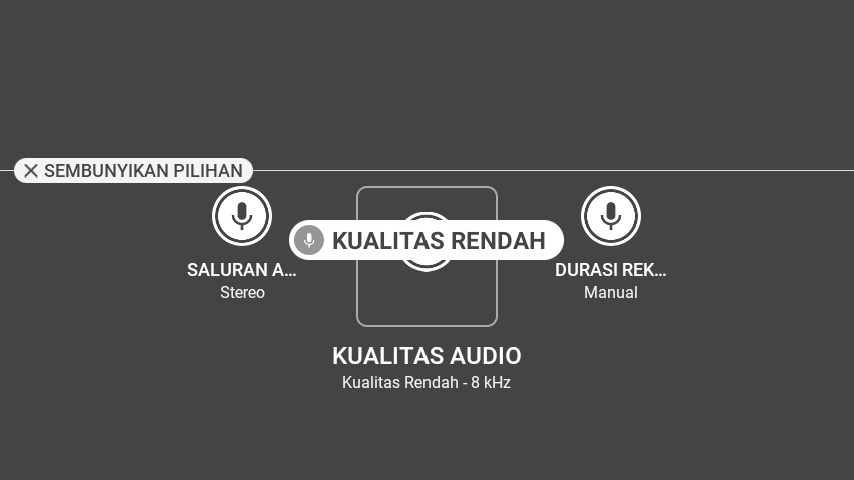 SEMBUNYIKAN PILIHAN
KUALITAS RENDAH
SALURAN A...
Stereo
DURASI REK...
Manual
KUALITAS AUDIO
Kualitas Rendah - 8 kHz